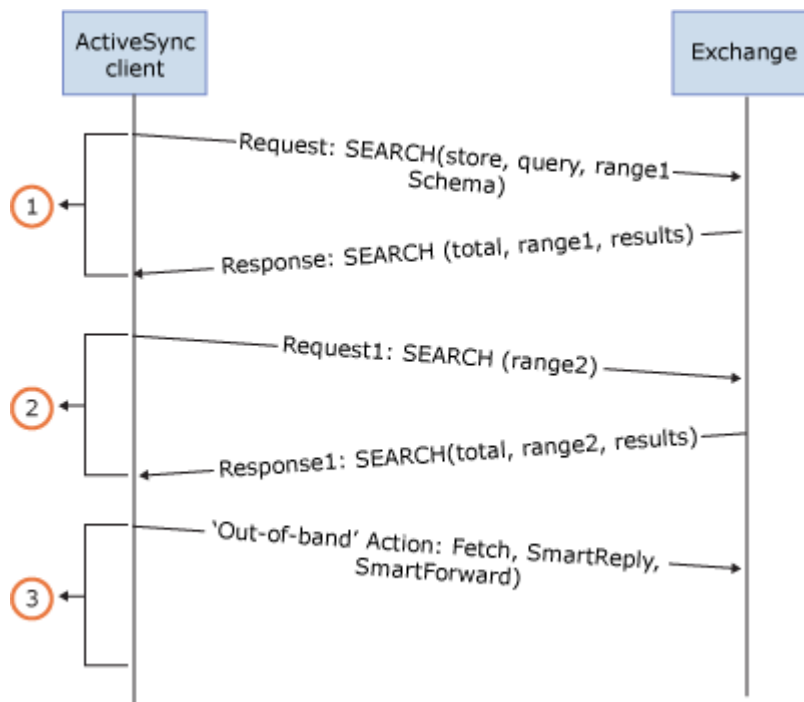 ActiveSync
client
Exchange
Request: SEARCH(store, query, range1
Schema)
1
Response: SEARCH (total, range1, results)
Request1: SEARCH (range2)
2
Response1: SEARCH(total, range2, results)
‘Out-of-band’ Action: Fetch, SmartReply,
SmartForward)
3